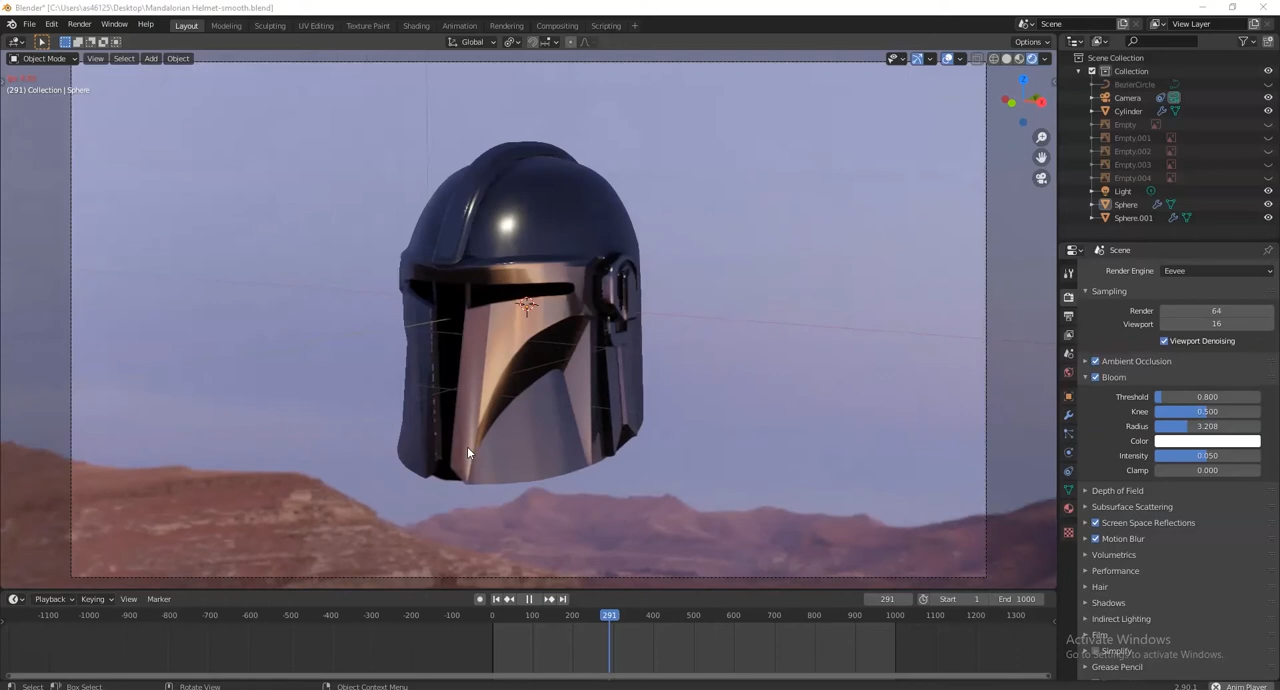 Blender* [C:\Users\as46125\Desktop\Mandalorian Helmet-smooth.blend]
File Edit Render Window Help
Layout Modeling Sculpting UV Editing Texture Paint Shading Animation Rendering Compositing Scripting +
Scene
View Layer
Global
Options
Object Mode View Select Add Object
(291) Collection | Sphere
Scene Collection
Collection
BezierCircle
Camera
Cylinder
Empty
Empty.001
Empty.002
Empty.003
Empty.004
Light
Sphere
Sphere.001
Scene
Render Engine Eevee
Sampling
Render 64
Viewport 16
Viewport Denoising
Ambient Occlusion
Bloom
Threshold 0.800
Knee 0.500
Radius 3.208
Color
Intensity 0.050
Clamp 0.000
Depth of Field
Subsurface Scattering
Screen Space Reflections
Motion Blur
Volumetrics
Performance
Hair
Shadows
Indirect Lighting
Film
Simplify
Grease Pencil
Activate Windows
Go to Settings to activate Windows.
Playback Keying View Marker
291 Start 1 End 1000
-1100 -1000 -900 -800 -700 -600 -500 -400 -300 -200 -100 0 100 200 291 400 500 600 700 800 900 1000 1100 1200 1300
Select Box Select Rotate View Object Context Menu
2.90.1 Anim Player